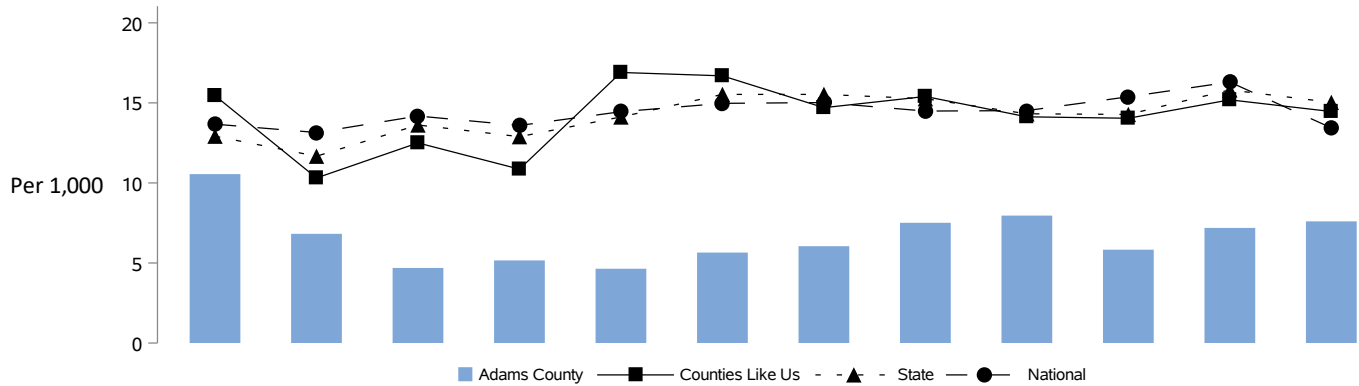 20
15
Per 1,000
10
5
0
Adams County
Counties Like Us
State
National